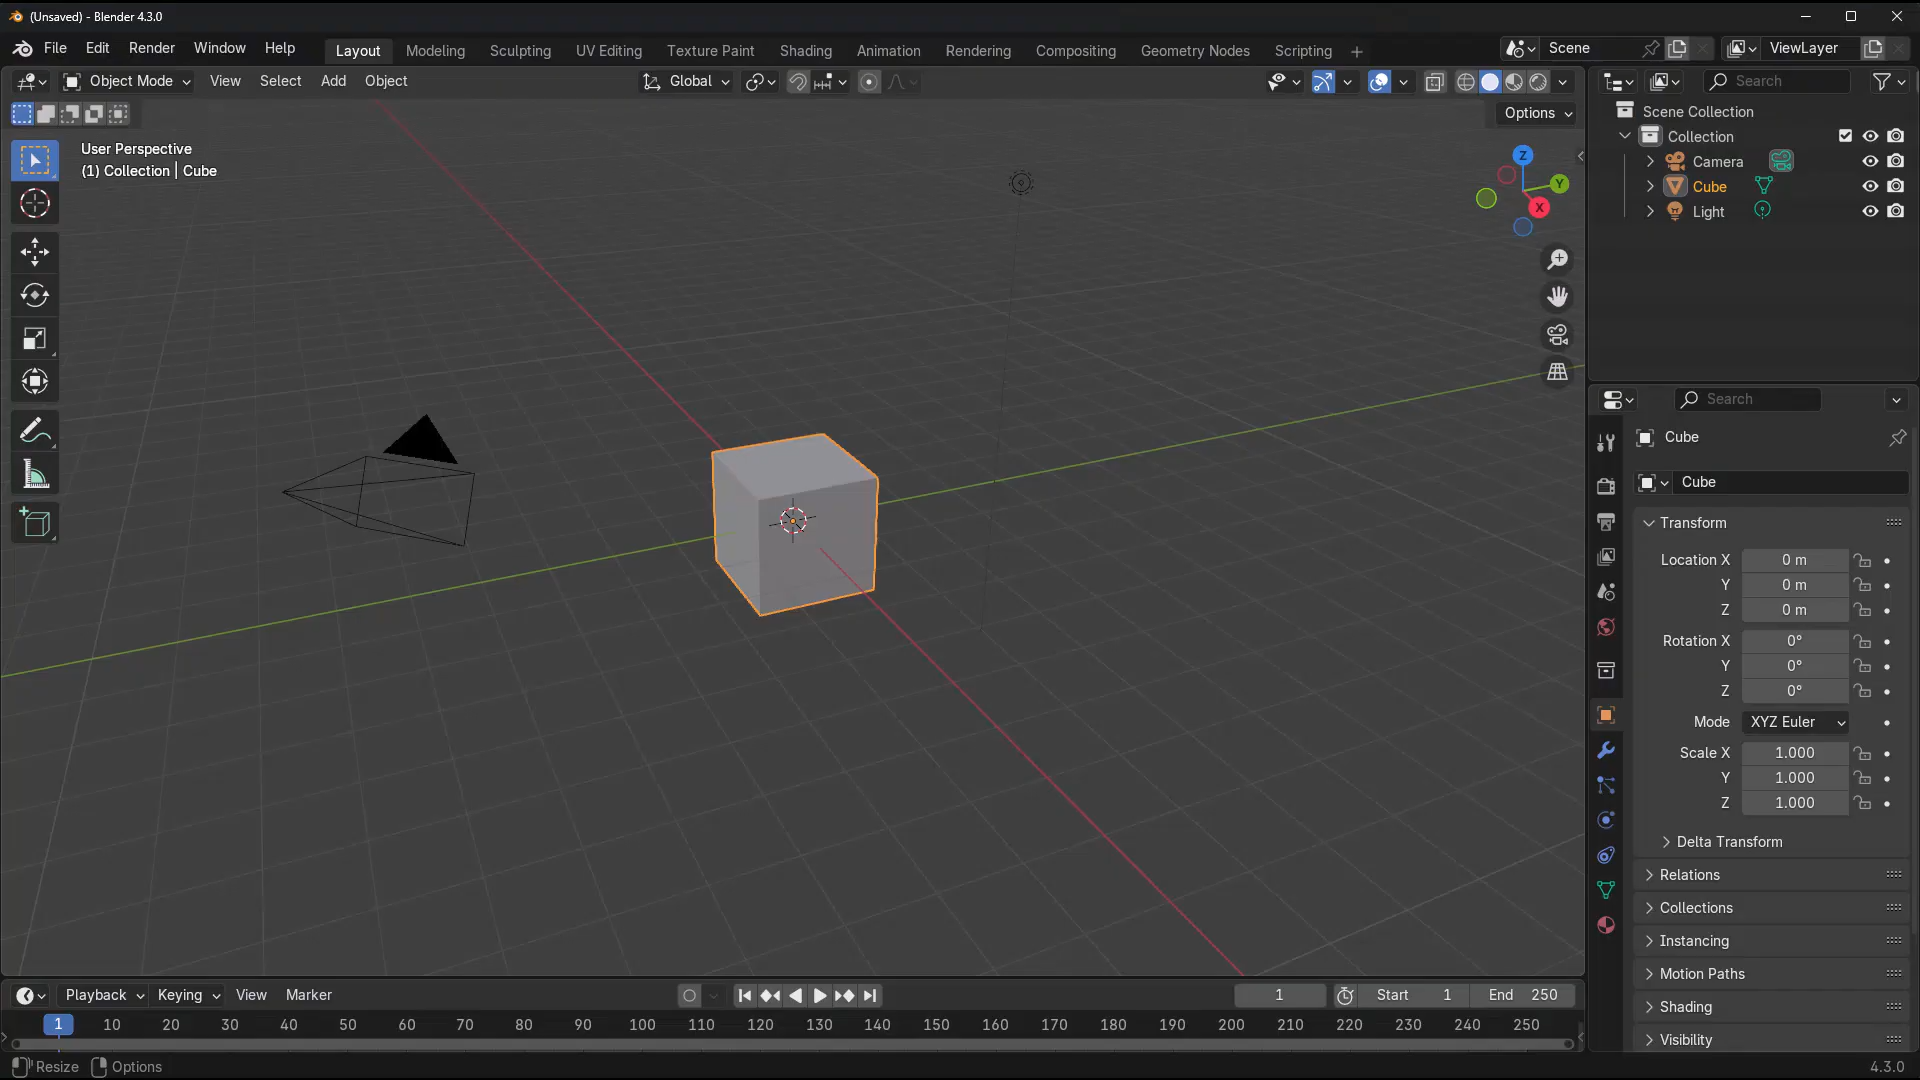 (Unsaved) - Blender 4.3.0
File Edit Render Window Help Layout Modeling Sculpting UV Editing Texture Paint Shading Animation Rendering Compositing Geometry Nodes Scripting + Scene ViewLayer
Object Mode View Select Add Object Global Search
Options
User Perspective
(1) Collection | Cube
Z
Y
X
Scene Collection
Collection
Camera
Cube
Light
Search
Cube
Cube
Transform
Location X 0 m
Y 0 m
Z 0 m
Rotation X 0°
Y 0°
Z 0°
Mode XYZ Euler
Scale X 1.000
Y 1.000
Z 1.000
Delta Transform
Relations
Collections
Instancing
Motion Paths
Shading
Visibility
Playback Keying View Marker 1 Start 1 End 250
1 10 20 30 40 50 60 70 80 90 100 110 120 130 140 150 160 170 180 190 200 210 220 230 240 250
Resize Options 4.3.0